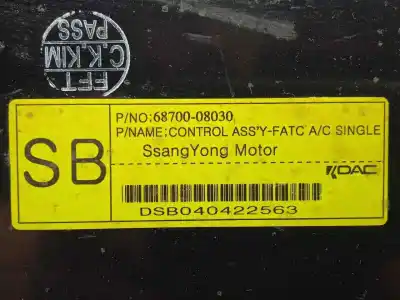 FFT
C.K.KIM
PASS
SB
P/NO:68700-08030
P/NAME:CONTROL ASS'Y-FATC A/C SINGLE
SsangYong Motor
DAC
DSB040422563